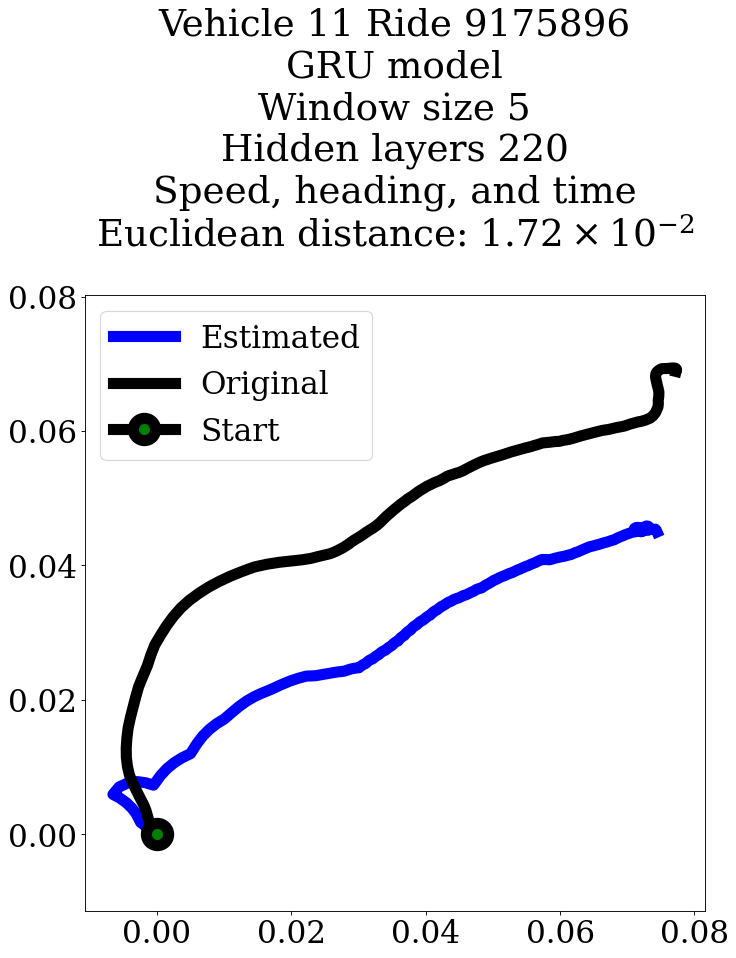 Vehicle 11 Ride 9175896
GRU model
Window size 5
Hidden layers 220
Speed, heading, and time
Euclidean distance: 1.72 × 10⁻²
0.08
0.06
0.04
0.02
0.00
Estimated
Original
Start
0.00 0.02 0.04 0.06 0.08